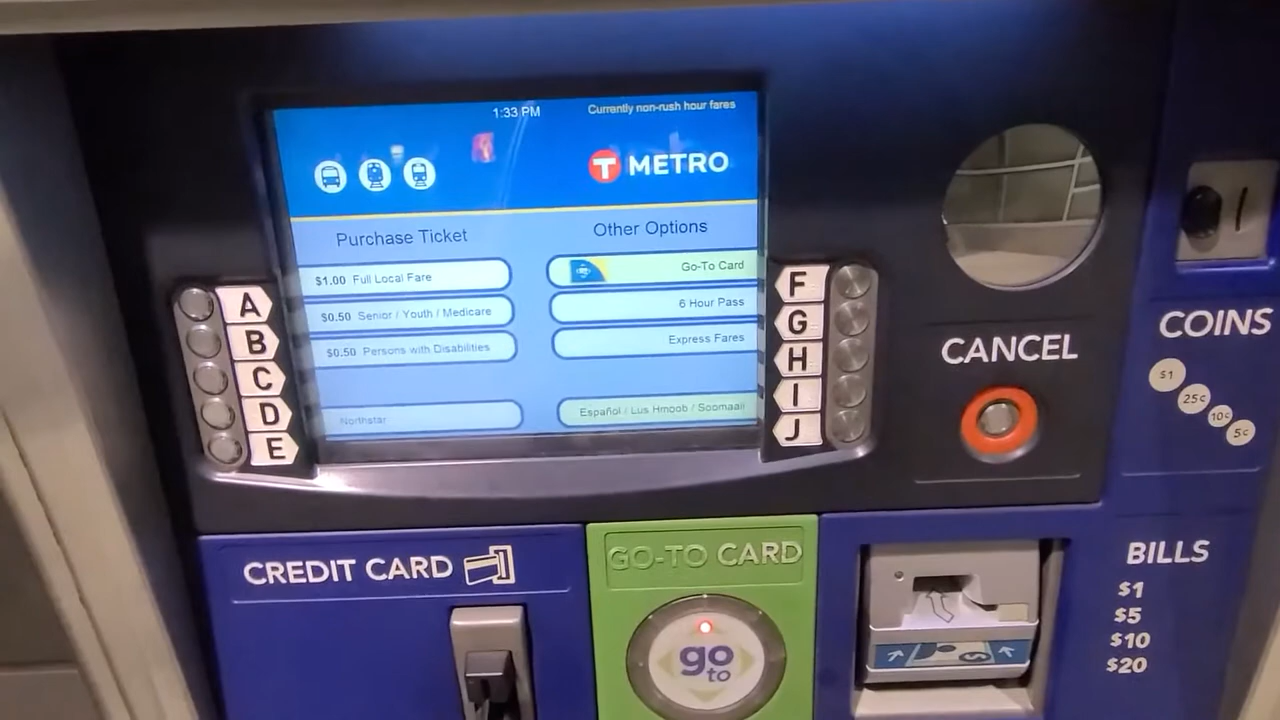 1:33 PM
Currently non-rush hour fares
T METRO
Purchase Ticket
$1.00 Full Local Fare
$0.50 Senior / Youth / Medicare
$0.50 Persons with Disabilities
Northstar
Other Options
Go-To Card
6 Hour Pass
Express Fares
Español / Lus Hmoob / Soomaali
A
B
C
D
E
F
G
H
I
J
CANCEL
COINS
$1
25¢
10¢
5¢
CREDIT CARD
GO-TO CARD
go
to
BILLS
$1
$5
$10
$20